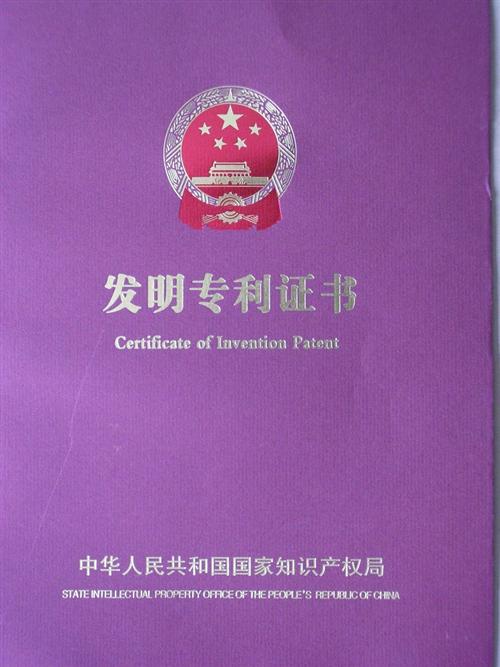 发明专利证书
Certificate of Invention Patent
中华人民共和国国家知识产权局
STATE INTELLECTUAL PROPERTY OFFICE OF THE PEOPLE'S REPUBLIC OF CHINA